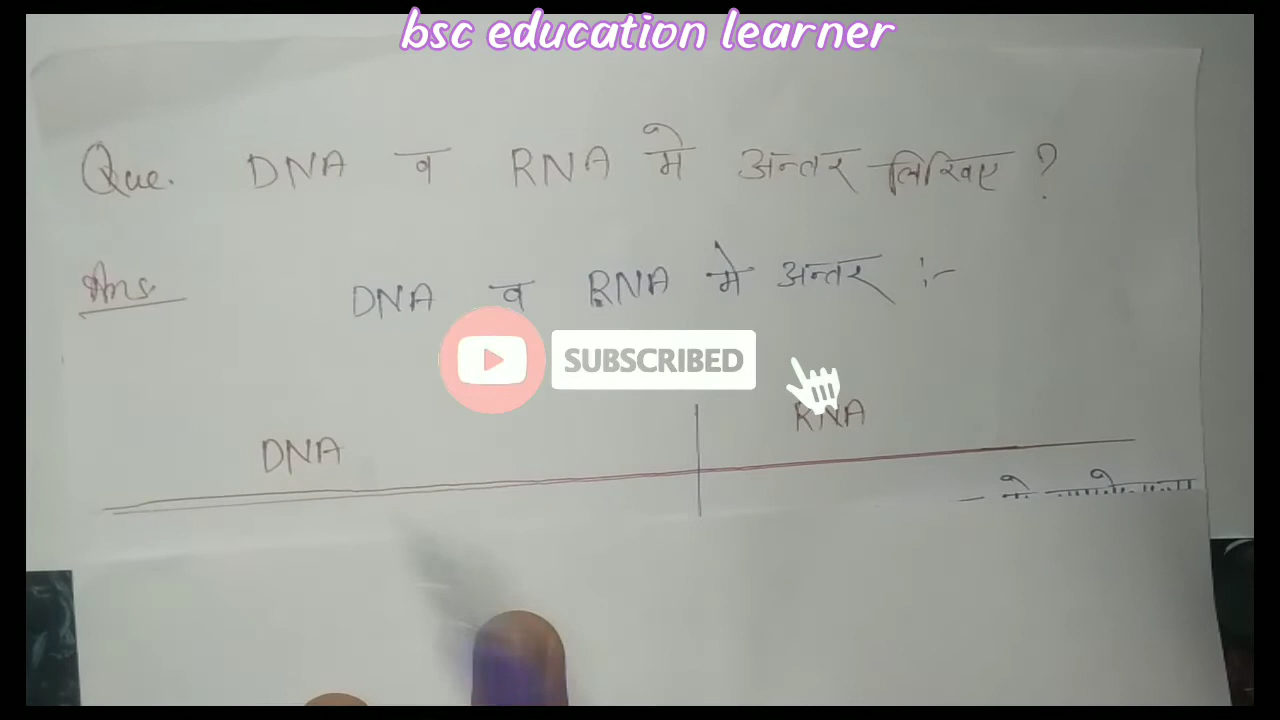 bsc education learner
Que. DNA व RNA मे अन्तर लिखिए ?
Ans. DNA व RNA मे अन्तर :-
SUBSCRIBED
DNA RNA